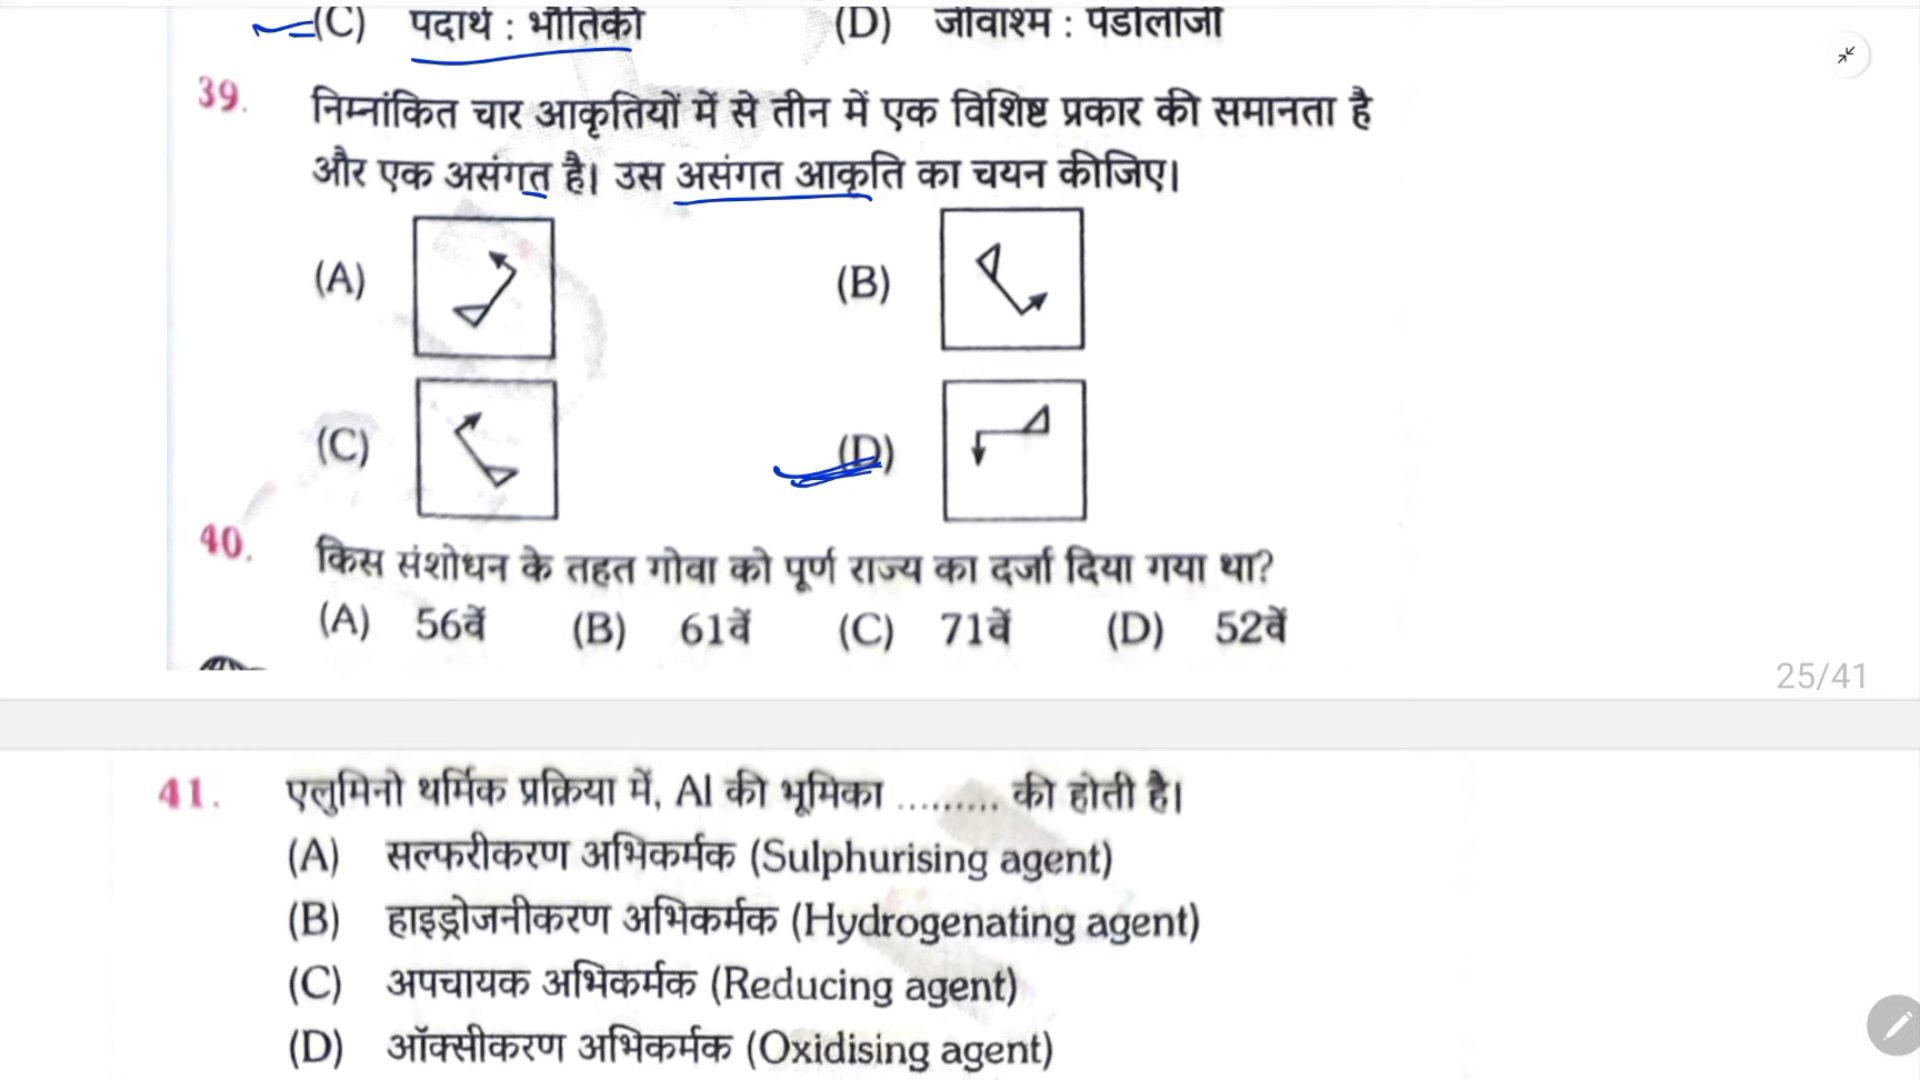 (C) पदार्थ : भौतिकी (D) जीवाश्म : पेडोलॉजी
39. निम्नांकित चार आकृतियों में से तीन में एक विशिष्ट प्रकार की समानता है
और एक असंगत है। उस असंगत आकृति का चयन कीजिए।
(A) (B)
(C) (D)
40. किस संशोधन के तहत गोवा को पूर्ण राज्य का दर्जा दिया गया था?
(A) 56वें (B) 61वें (C) 71वें (D) 52वें
25/41
41. एलुमिनो थर्मिक प्रक्रिया में, Al की भूमिका ......... की होती है।
(A) सल्फरीकरण अभिकर्मक (Sulphurising agent)
(B) हाइड्रोजनीकरण अभिकर्मक (Hydrogenating agent)
(C) अपचायक अभिकर्मक (Reducing agent)
(D) ऑक्सीकरण अभिकर्मक (Oxidising agent)